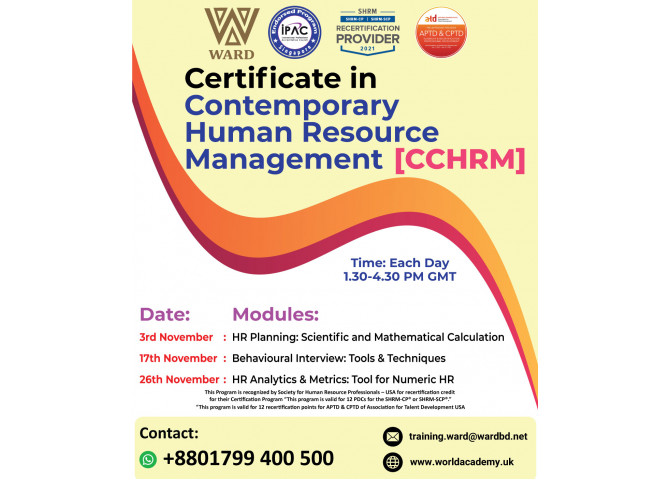 WARD
Endorsed Program
iPAC
Singapore
SHRM
SHRM-CP | SHRM-SCP
RECERTIFICATION
PROVIDER
2021
atd
APTD & CPTD
Certificate in
Contemporary
Human Resource
Management [CCHRM]
Time: Each Day
1.30-4.30 PM GMT
Date: Modules:
3rd November : HR Planning: Scientific and Mathematical Calculation
17th November : Behavioural Interview: Tools & Techniques
26th November : HR Analytics & Metrics: Tool for Numeric HR
This Program is recognised by Society for Human Resource Professionals – USA for recertification credit
for their Certification Program "This program is valid for 12 PDCs for the SHRM-CP® or SHRM-SCP®."
"This program is valid for 12 recertification points for APTD & CPTD of Association for Talent Development USA
Contact:
+8801799 400 500
training.ward@wardbd.net
www.worldacademy.uk